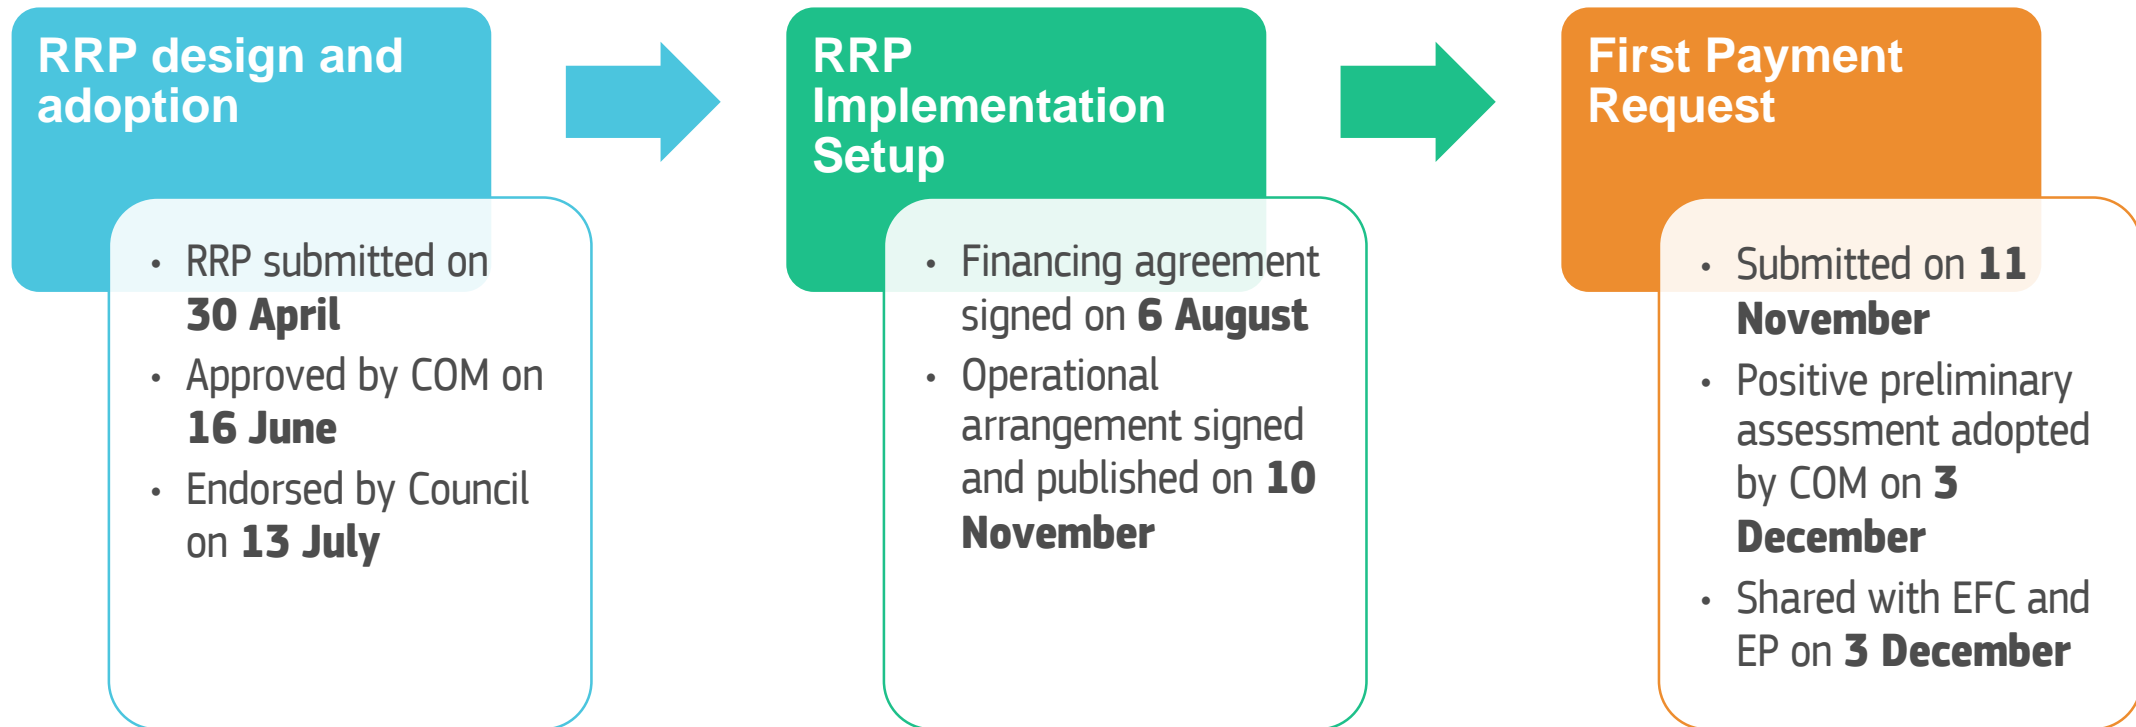 RRP design and
adoption
• RRP submitted on
30 April
• Approved by COM on
16 June
• Endorsed by Council
on 13 July
RRP
Implementation
Setup
• Financing agreement
signed on 6 August
• Operational
arrangement signed
and published on 10
November
First Payment
Request
• Submitted on 11
November
• Positive preliminary
assessment adopted
by COM on 3
December
• Shared with EFC and
EP on 3 December